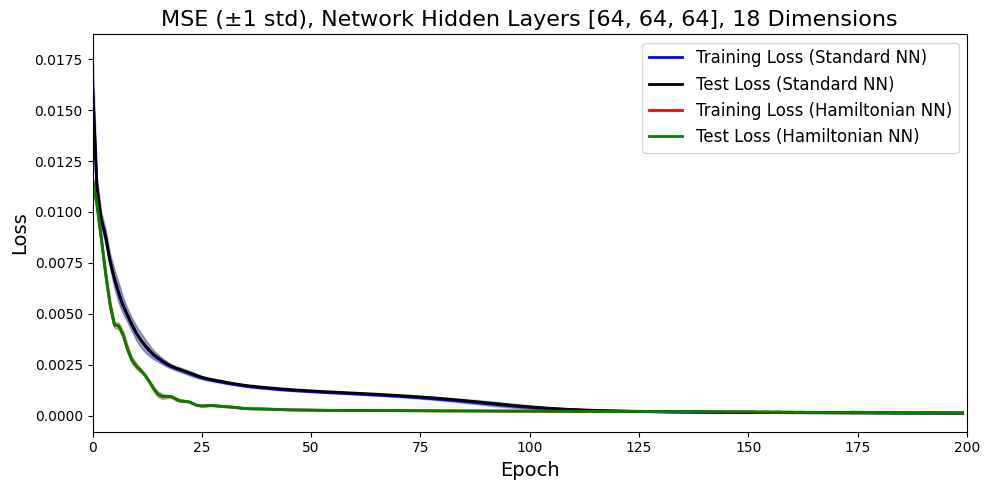 MSE (±1 std), Network Hidden Layers [64, 64, 64], 18 Dimensions
Training Loss (Standard NN)
Test Loss (Standard NN)
Training Loss (Hamiltonian NN)
Test Loss (Hamiltonian NN)
Loss
0.0175
0.0150
0.0125
0.0100
0.0075
0.0050
0.0025
0.0000
0 25 50 75 100 125 150 175 200
Epoch